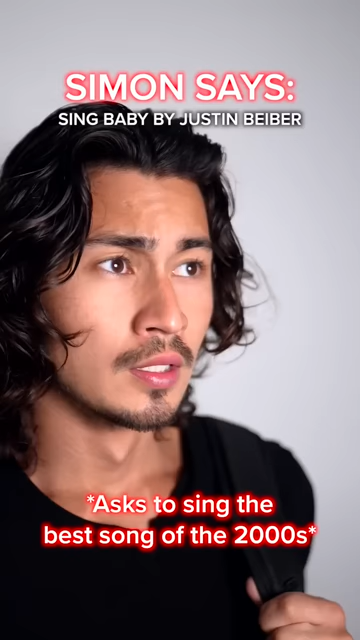 SIMON SAYS:
SING BABY BY JUSTIN BEIBER
*Asks to sing the
best song of the 2000s*